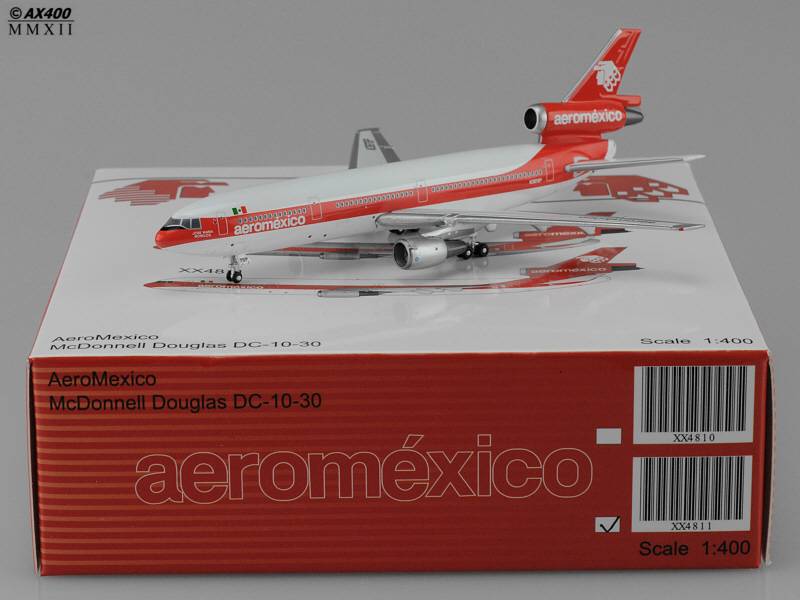 © AX400
MMXII
aeroméxico
aeroméxico
XX48
AeroMexico
McDonnell Douglas DC-10-30
Scale 1:400
AeroMexico
McDonnell Douglas DC-10-30
aeroméxico
XX4810
XX4811
Scale 1:400